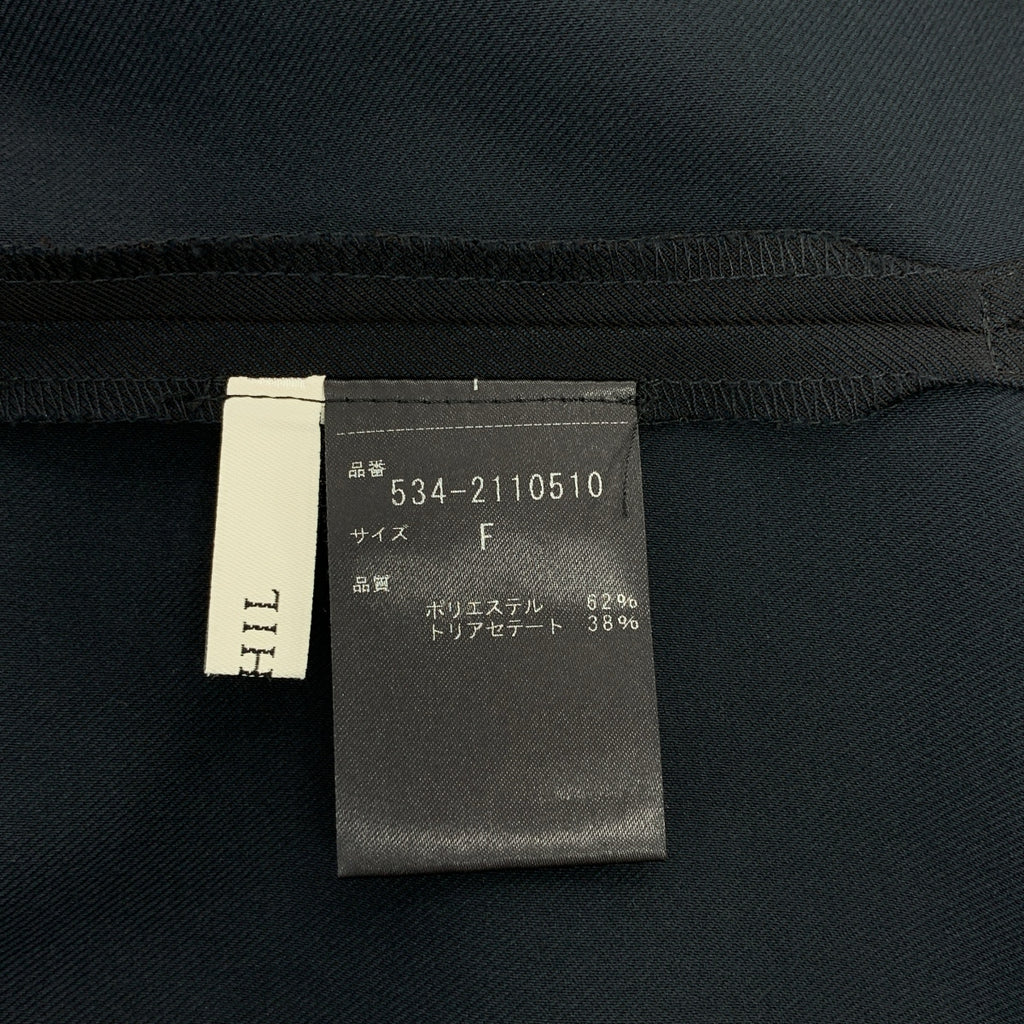 品番
534-2110510
サイズ F
品質
ポリエステル 62%
トリアセテート 38%
HIL